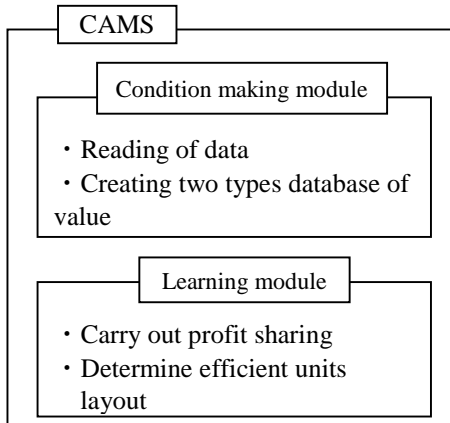 CAMS
Condition making module
・Reading of data
・Creating two types database of
value
Learning module
・Carry out profit sharing
・Determine efficient units
layout